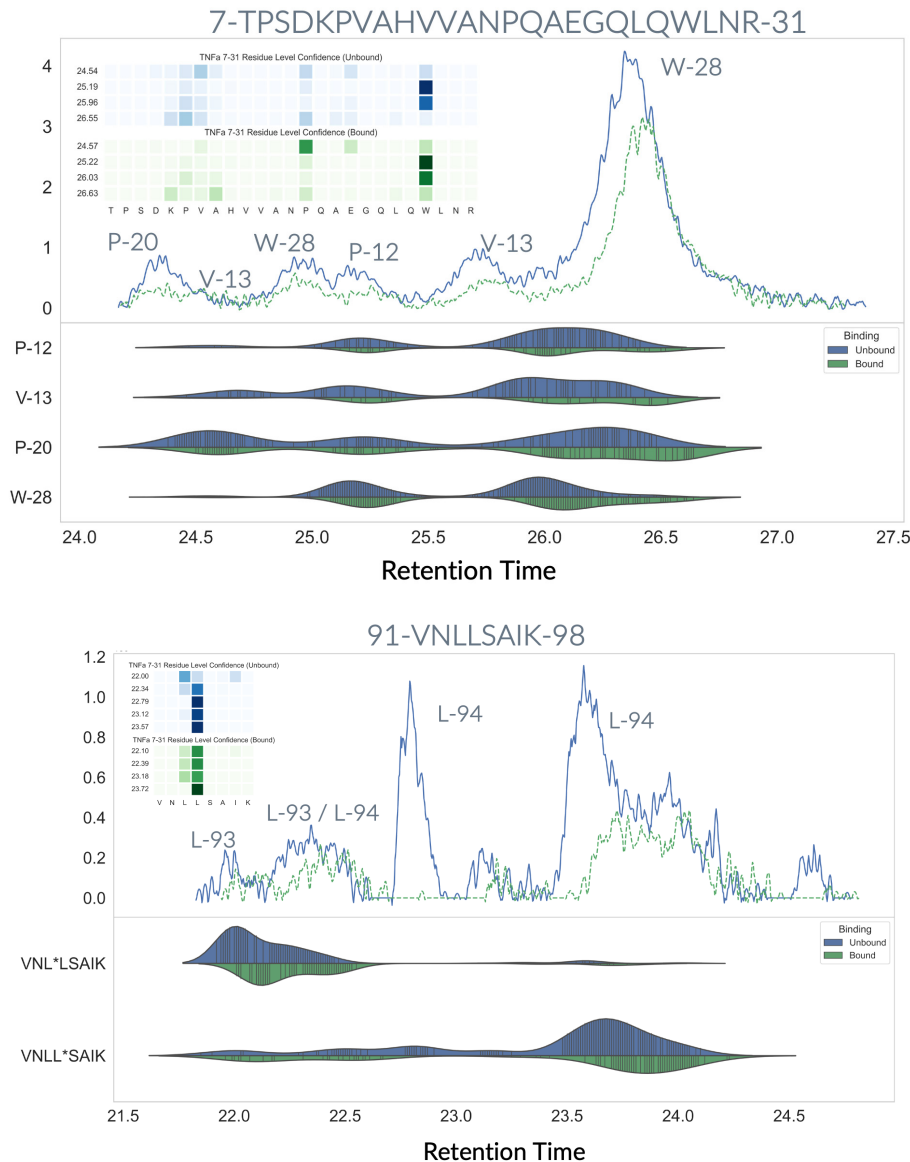 7-TPSDKPVAHVVANPQAEGQLQWLNR-31
TNFa 7-31 Residue Level Confidence (Unbound)
24.54
25.19
25.96
26.55
TNFa 7-31 Residue Level Confidence (Bound)
24.57
25.22
26.03
26.63
T P S D K P V A H V V A N P Q A E G Q L Q W L N R
4
3
2
1
0
P-20
V-13
W-28
P-12
V-13
W-28
P-12
V-13
P-20
W-28
Binding
Unbound
Bound
24.0 24.5 25.0 25.5 26.0 26.5 27.0 27.5
Retention Time
91-VNLLSAIK-98
TNFa 7-31 Residue Level Confidence (Unbound)
22.00
22.34
22.79
23.12
23.57
TNFa 7-31 Residue Level Confidence (Bound)
22.10
22.39
23.18
23.72
V N L L S A I K
1.2
1.0
0.8
0.6
0.4
0.2
0.0
L-93
L-93 / L-94
L-94
L-94
VNL*LSAIK
VNLL*SAIK
Binding
Unbound
Bound
21.5 22.0 22.5 23.0 23.5 24.0 24.5
Retention Time